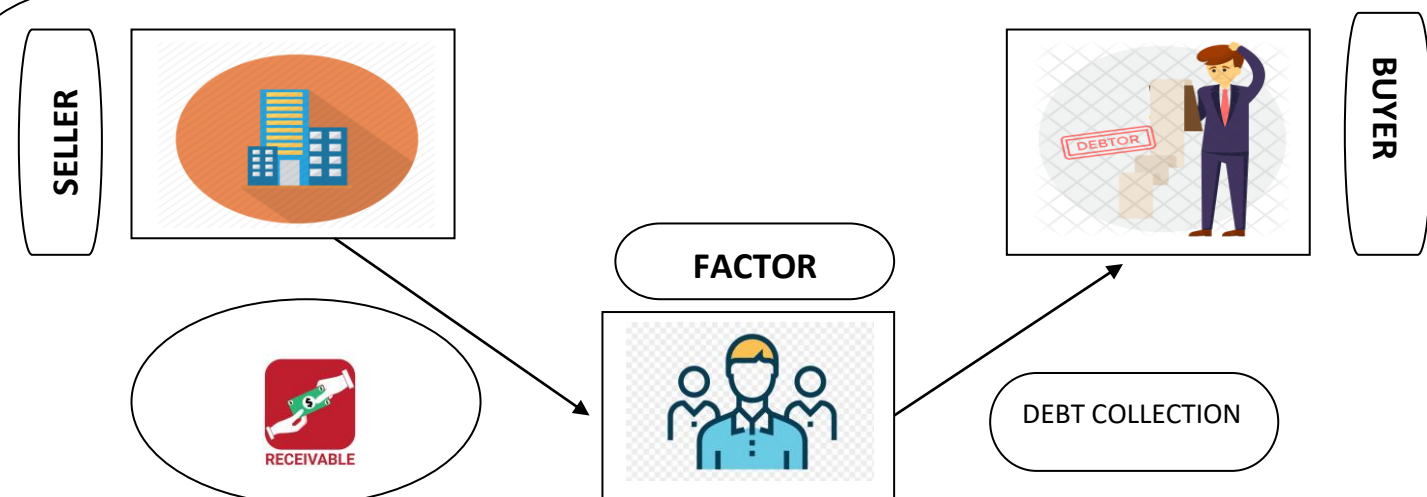 SELLER
BUYER
DEBTOR
FACTOR
RECEIVABLE
DEBT COLLECTION